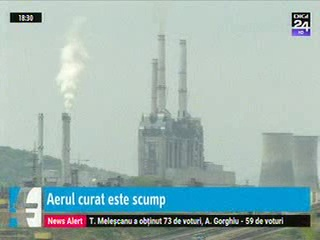 18:30
DIGI
24
HD
Aerul curat este scump
News Alert T. Meleșcanu a obținut 73 de voturi, A. Gorghiu - 59 de voturi